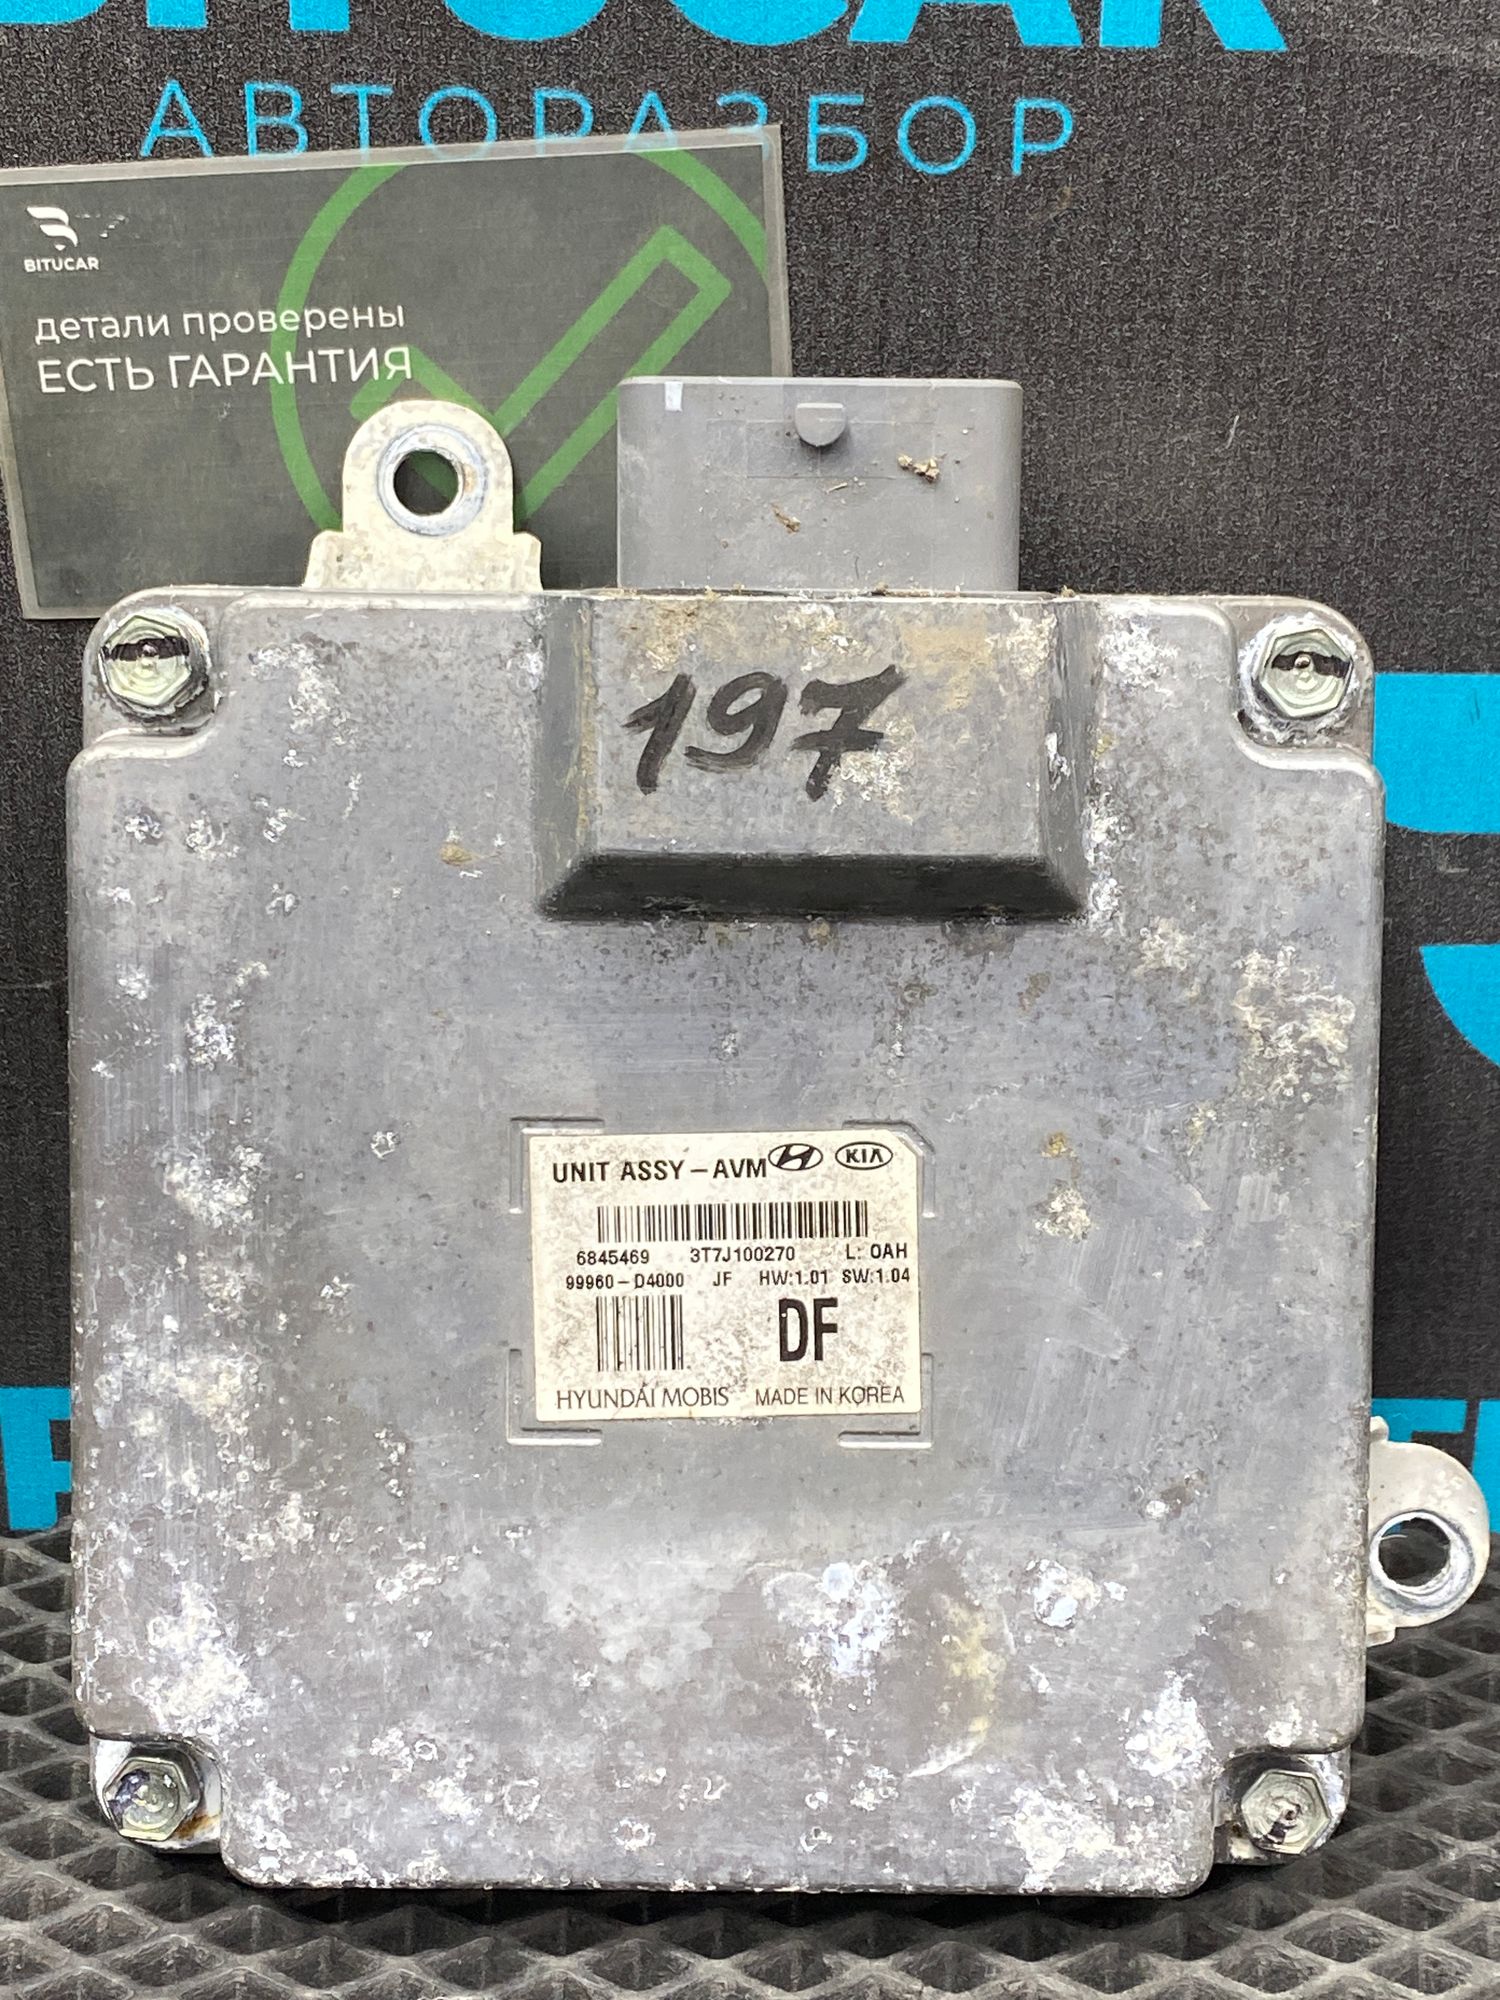 АВТОРАЗБОР
BITUCAR
детали проверены
ЕСТЬ ГАРАНТИЯ
197
UNIT ASSY-AVM KIA
6845469 3T7J100270 L: OAH
99960-D4000 JF HW:1.01 SW:1.04
DF
HYUNDAI MOBIS MADE IN KOREA